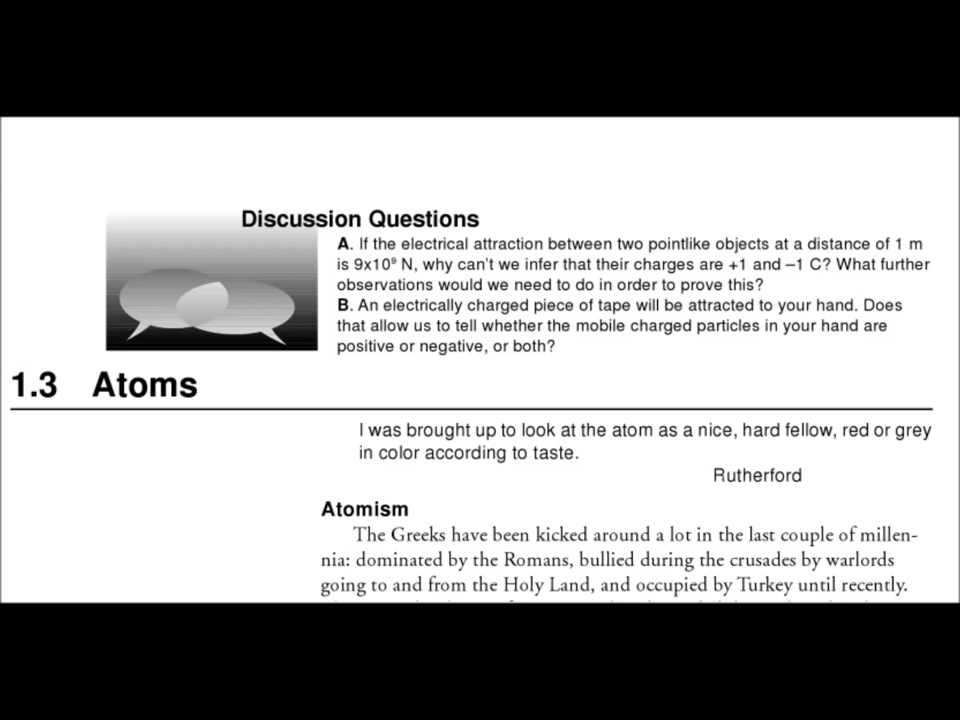 Discussion Questions
A. If the electrical attraction between two pointlike objects at a distance of 1 m
is 9x10⁹ N, why can't we infer that their charges are +1 and –1 C? What further
observations would we need to do in order to prove this?
B. An electrically charged piece of tape will be attracted to your hand. Does
that allow us to tell whether the mobile charged particles in your hand are
positive or negative, or both?
1.3 Atoms
I was brought up to look at the atom as a nice, hard fellow, red or grey
in color according to taste.
Rutherford
Atomism
The Greeks have been kicked around a lot in the last couple of millen-
nia: dominated by the Romans, bullied during the crusades by warlords
going to and from the Holy Land, and occupied by Turkey until recently.